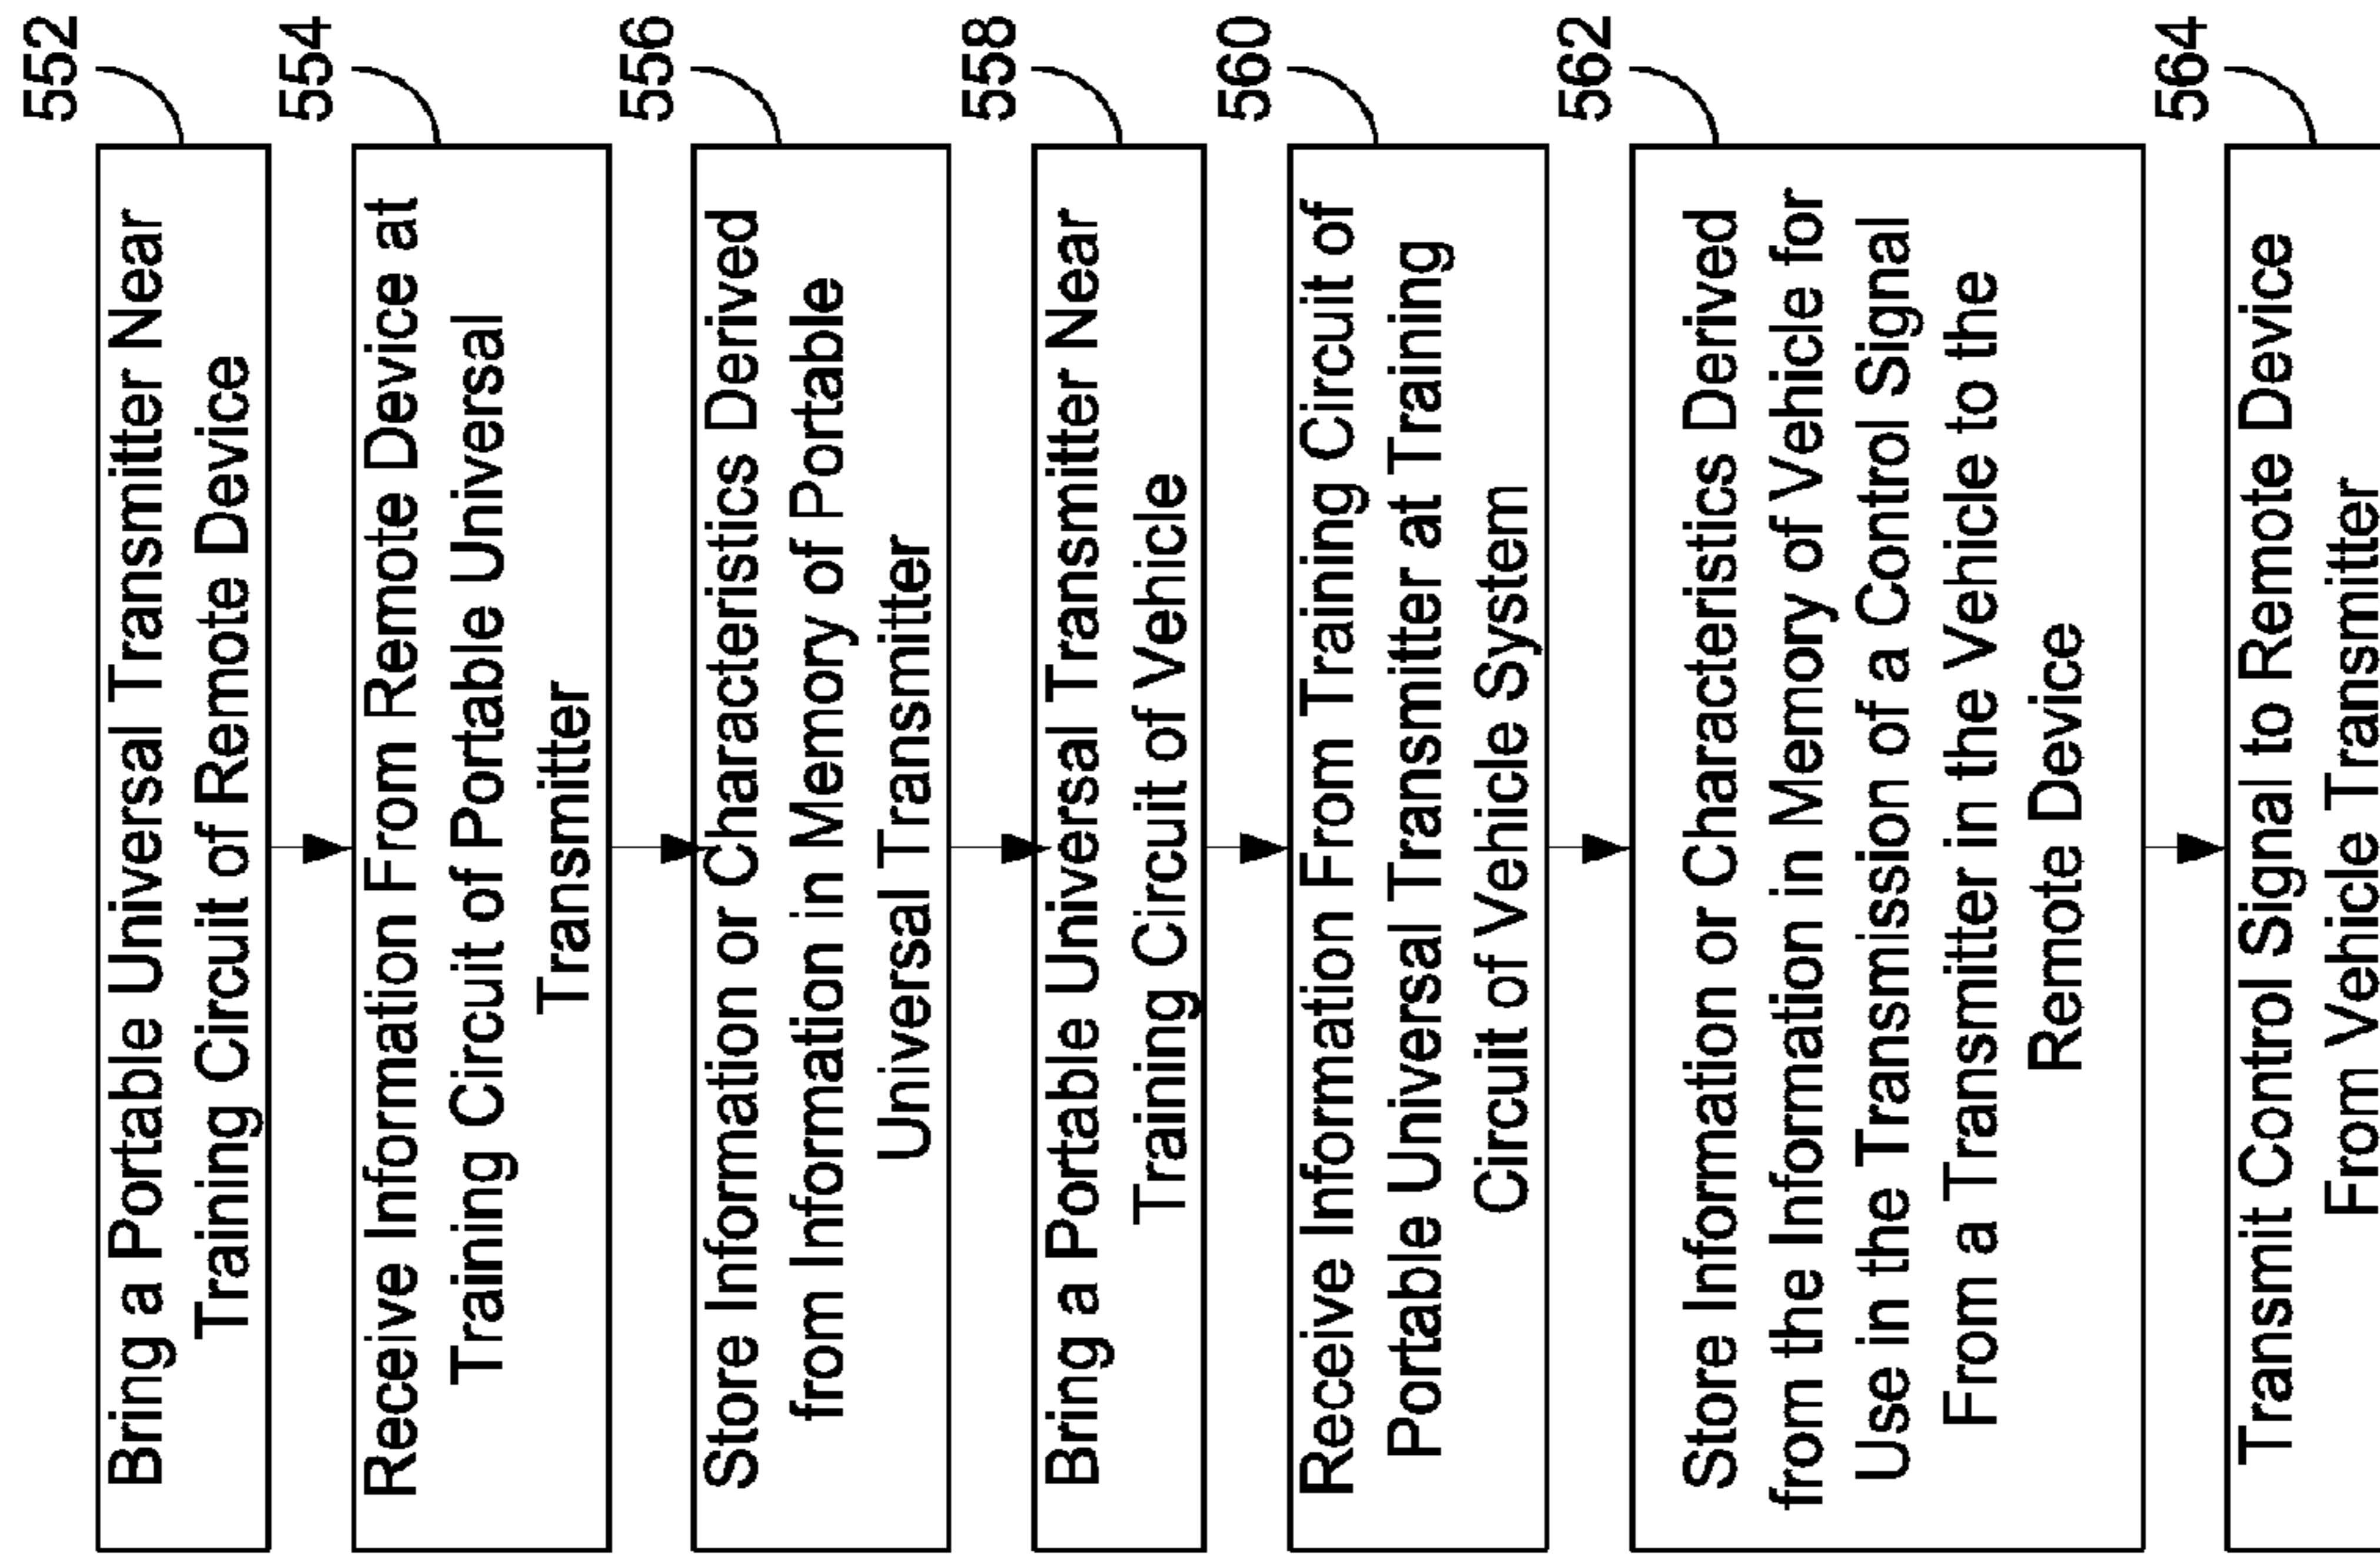 552
Bring a Portable Universal Transmitter Near
Training Circuit of Remote Device
554
Receive Information From Remote Device at
Training Circuit of Portable Universal
Transmitter
556
Store Information or Characteristics Derived
from Information in Memory of Portable
Universal Transmitter
558
Bring a Portable Universal Transmitter Near
Training Circuit of Vehicle
560
Receive Information From Training Circuit of
Portable Universal Transmitter at Training
Circuit of Vehicle System
562
Store Information or Characteristics Derived
from the Information in Memory of Vehicle for
Use in the Transmission of a Control Signal
From a Transmitter in the Vehicle to the
Remote Device
564
Transmit Control Signal to Remote Device
From Vehicle Transmitter